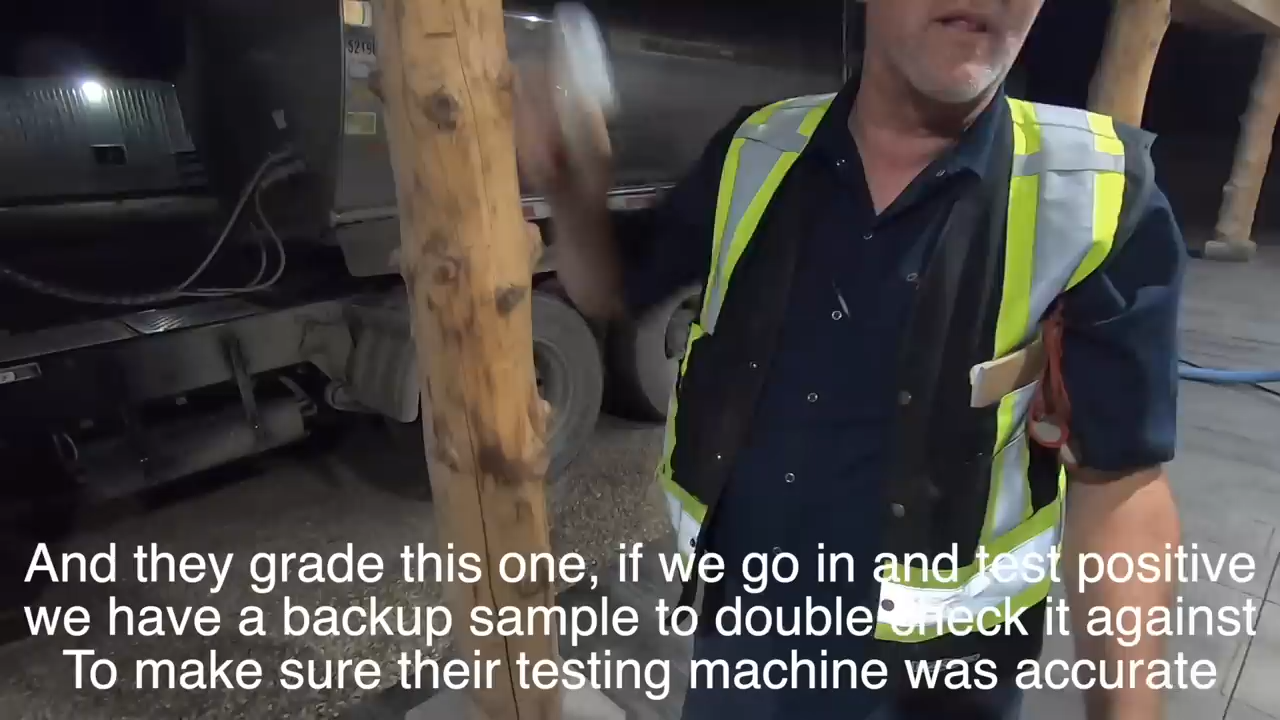 And they grade this one, if we go in and test positive
we have a backup sample to double check it against
To make sure their testing machine was accurate